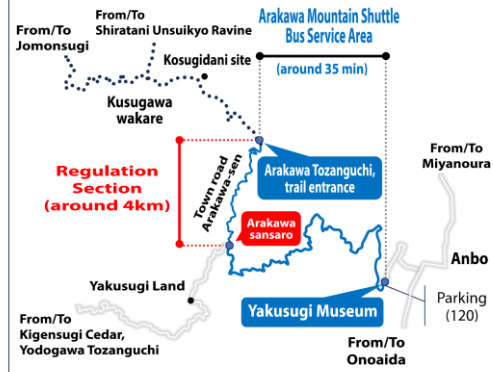 Arakawa Mountain Shuttle
Bus Service Area
(around 35 min)
From/To
Jomonsugi
From/To
Shiratani Unsuikyo Ravine
Kosugidani site
Kusugawa
wakare
Regulation
Section
(around 4km)
Town road
Arakawa-sen
Arakawa Tozanguchi,
trail entrance
From/To
Miyanoura
Arakawa
sansaro
Anbo
Yakusugi Land
Yakusugi Museum
Parking
(120)
From/To
Kigensugi Cedar,
Yodogawa Tozanguchi
From/To
Onoaida